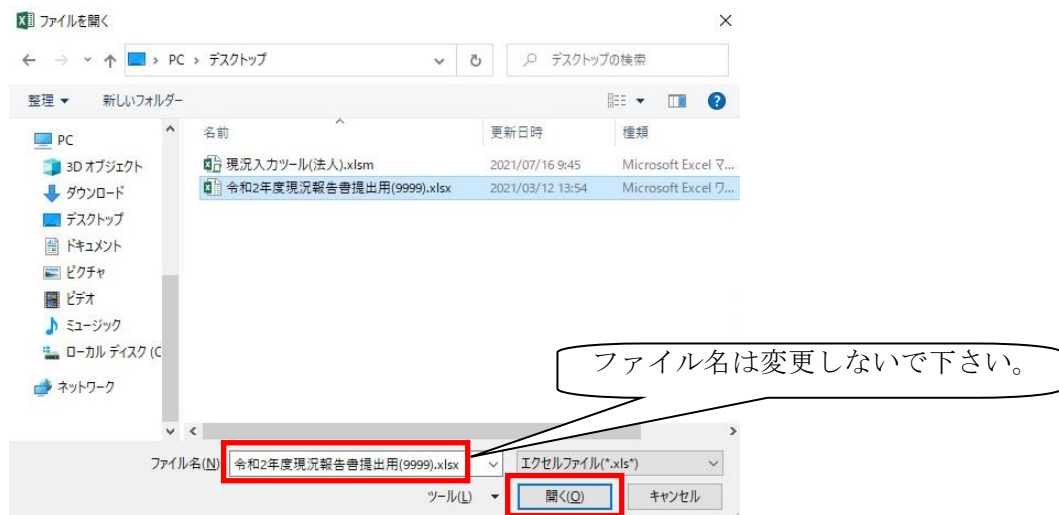 ファイルを開く
PC › デスクトップ
デスクトップの検索
整理 新しいフォルダー
名前 更新日時 種類
現況入力ツール(法人).xlsm 2021/07/16 9:45 Microsoft Excel マ...
令和2年度現況報告書提出用(9999).xlsx 2021/03/12 13:54 Microsoft Excel ワ...
PC
3D オブジェクト
ダウンロード
デスクトップ
ドキュメント
ピクチャ
ビデオ
ミュージック
ローカル ディスク (C
ネットワーク
ファイル名は変更しないで下さい。
ファイル名(N): 令和2年度現況報告書提出用(9999).xlsx エクセルファイル(*.xls*)
ツール(L) 開く(O) キャンセル